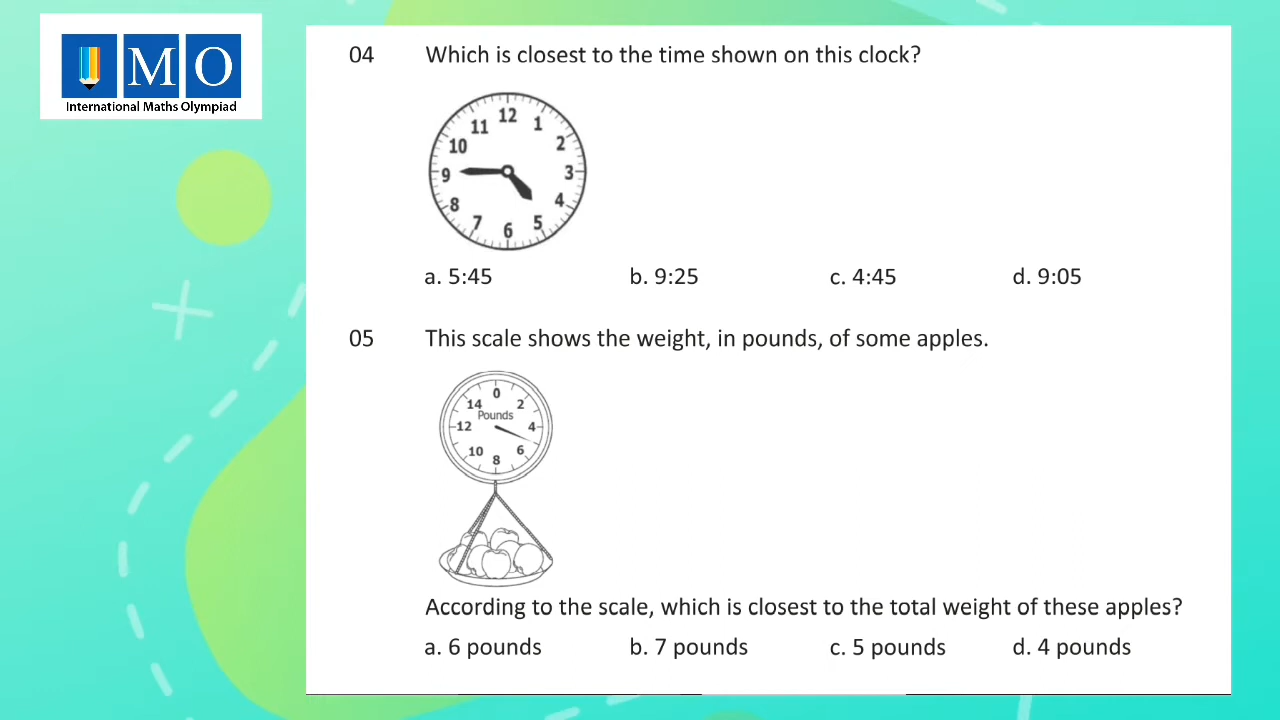 M O
International Maths Olympiad
04 Which is closest to the time shown on this clock?
12
11 1
10 2
9 3
8 4
7 5
6
a. 5:45 b. 9:25 c. 4:45 d. 9:05
05 This scale shows the weight, in pounds, of some apples.
0
14 2
Pounds
12 4
10 6
8
According to the scale, which is closest to the total weight of these apples?
a. 6 pounds b. 7 pounds c. 5 pounds d. 4 pounds